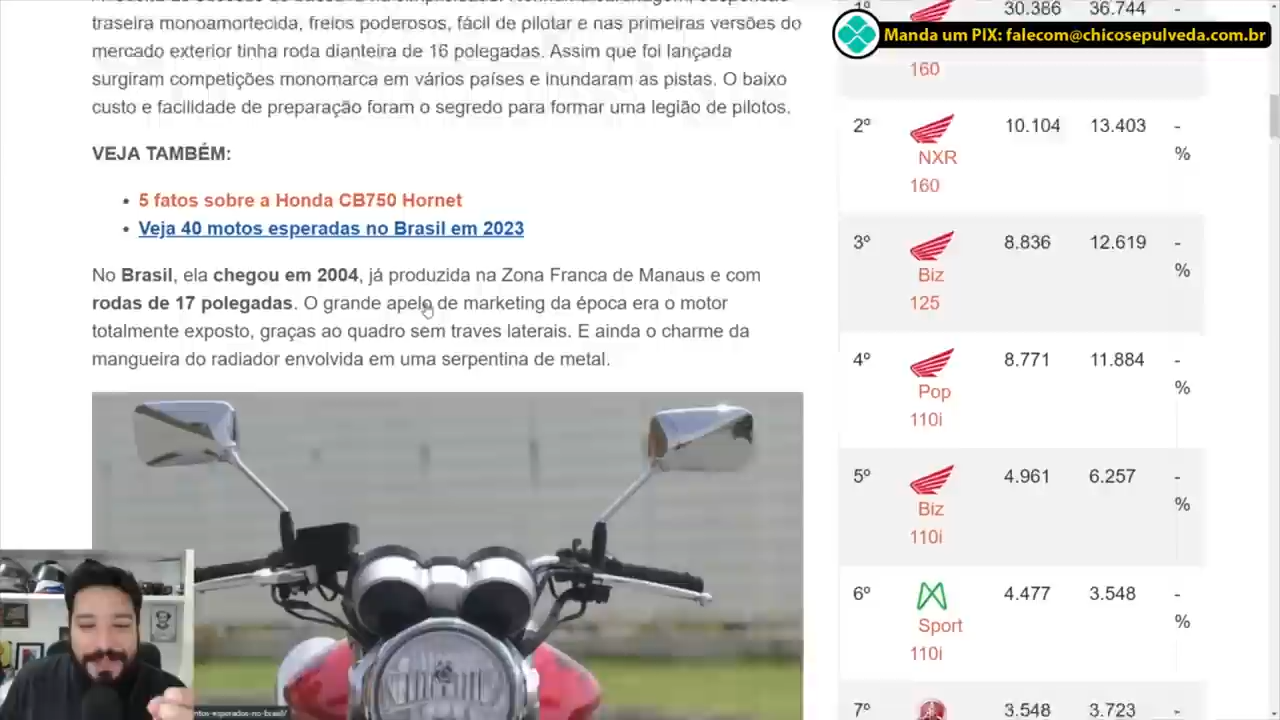 traseira monoamortecida, freios poderosos, fácil de pilotar e nas primeiras versões do
mercado exterior tinha roda dianteira de 16 polegadas. Assim que foi lançada
surgiram competições monomarca em vários países e inundaram as pistas. O baixo
custo e facilidade de preparação foram o segredo para formar uma legião de pilotos.
VEJA TAMBÉM:
• 5 fatos sobre a Honda CB750 Hornet
• Veja 40 motos esperadas no Brasil em 2023
No Brasil, ela chegou em 2004, já produzida na Zona Franca de Manaus e com
rodas de 17 polegadas. O grande apelo de marketing da época era o motor
totalmente exposto, graças ao quadro sem traves laterais. E ainda o charme da
mangueira do radiador envolvida em uma serpentina de metal.
1º 30.386 36.744
Manda um PIX: falecom@chicosepulveda.com.br
160
2º 10.104 13.403 -
%
NXR
160
3º 8.836 12.619 -
%
Biz
125
4º 8.771 11.884 -
%
Pop
110i
5º 4.961 6.257 -
%
Biz
110i
6º 4.477 3.548 -
%
Sport
110i
7º 3.548 3.723 -